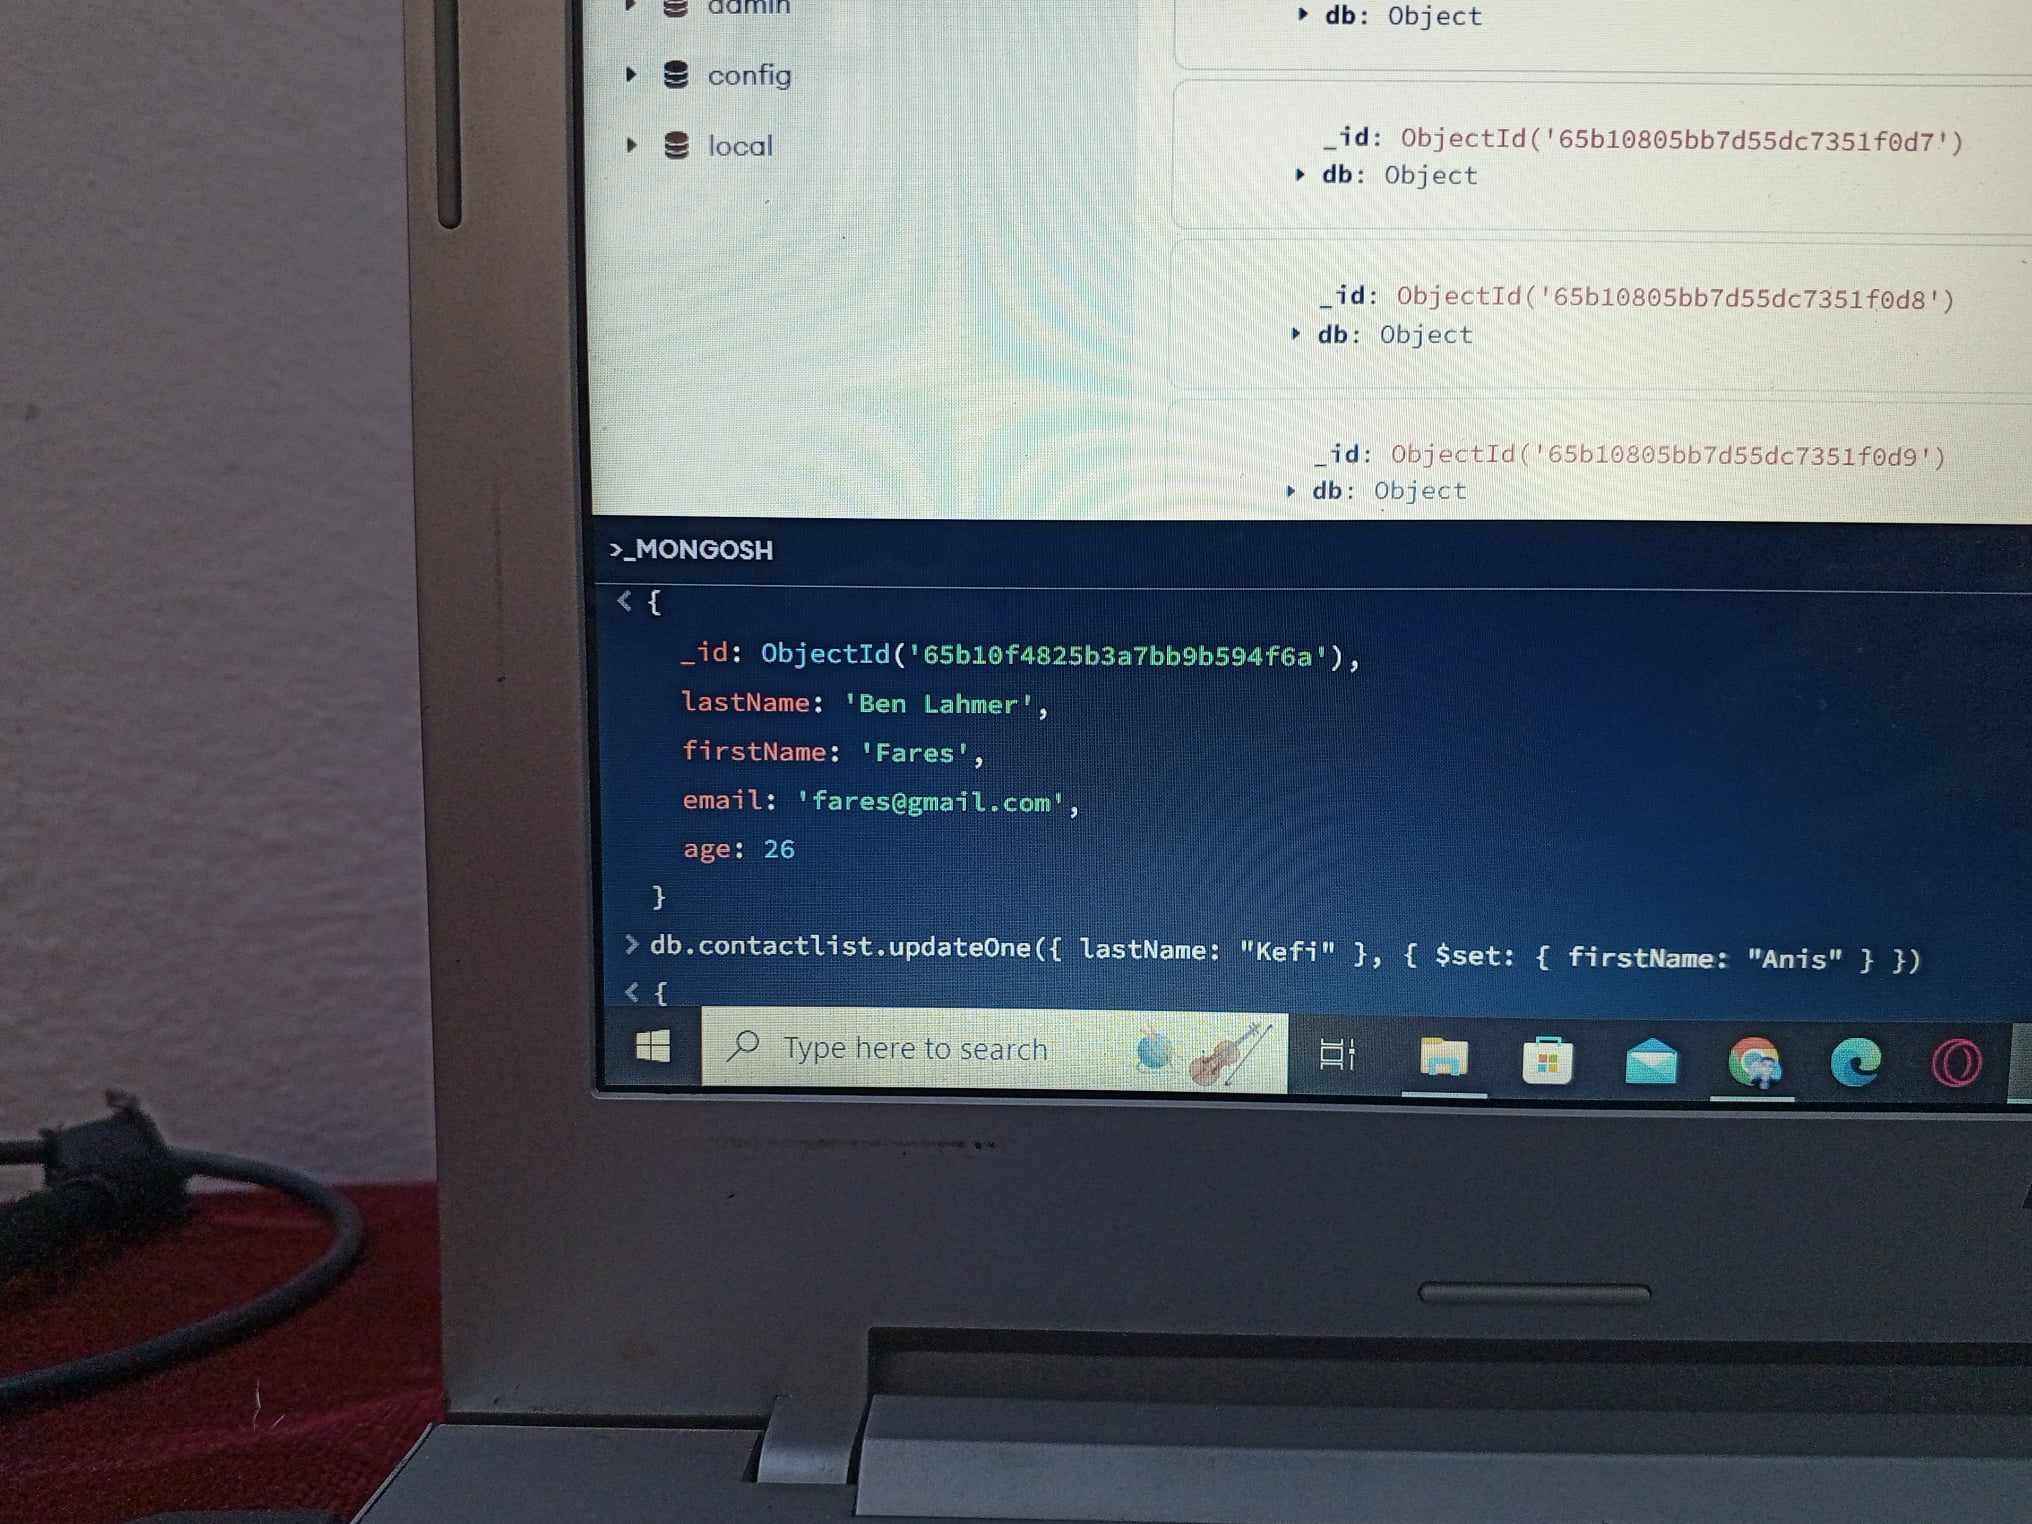 admin
config
local
db: Object
_id: ObjectId('65b10805bb7d55dc7351f0d7')
db: Object
_id: ObjectId('65b10805bb7d55dc7351f0d8')
db: Object
_id: ObjectId('65b10805bb7d55dc7351f0d9')
db: Object
>_MONGOSH
< {
_id: ObjectId('65b10f4825b3a7bb9b594f6a'),
lastName: 'Ben Lahmer',
firstName: 'Fares',
email: 'fares@gmail.com',
age: 26
}
> db.contactlist.updateOne({ lastName: "Kefi" }, { $set: { firstName: "Anis" } })
< {
Type here to search